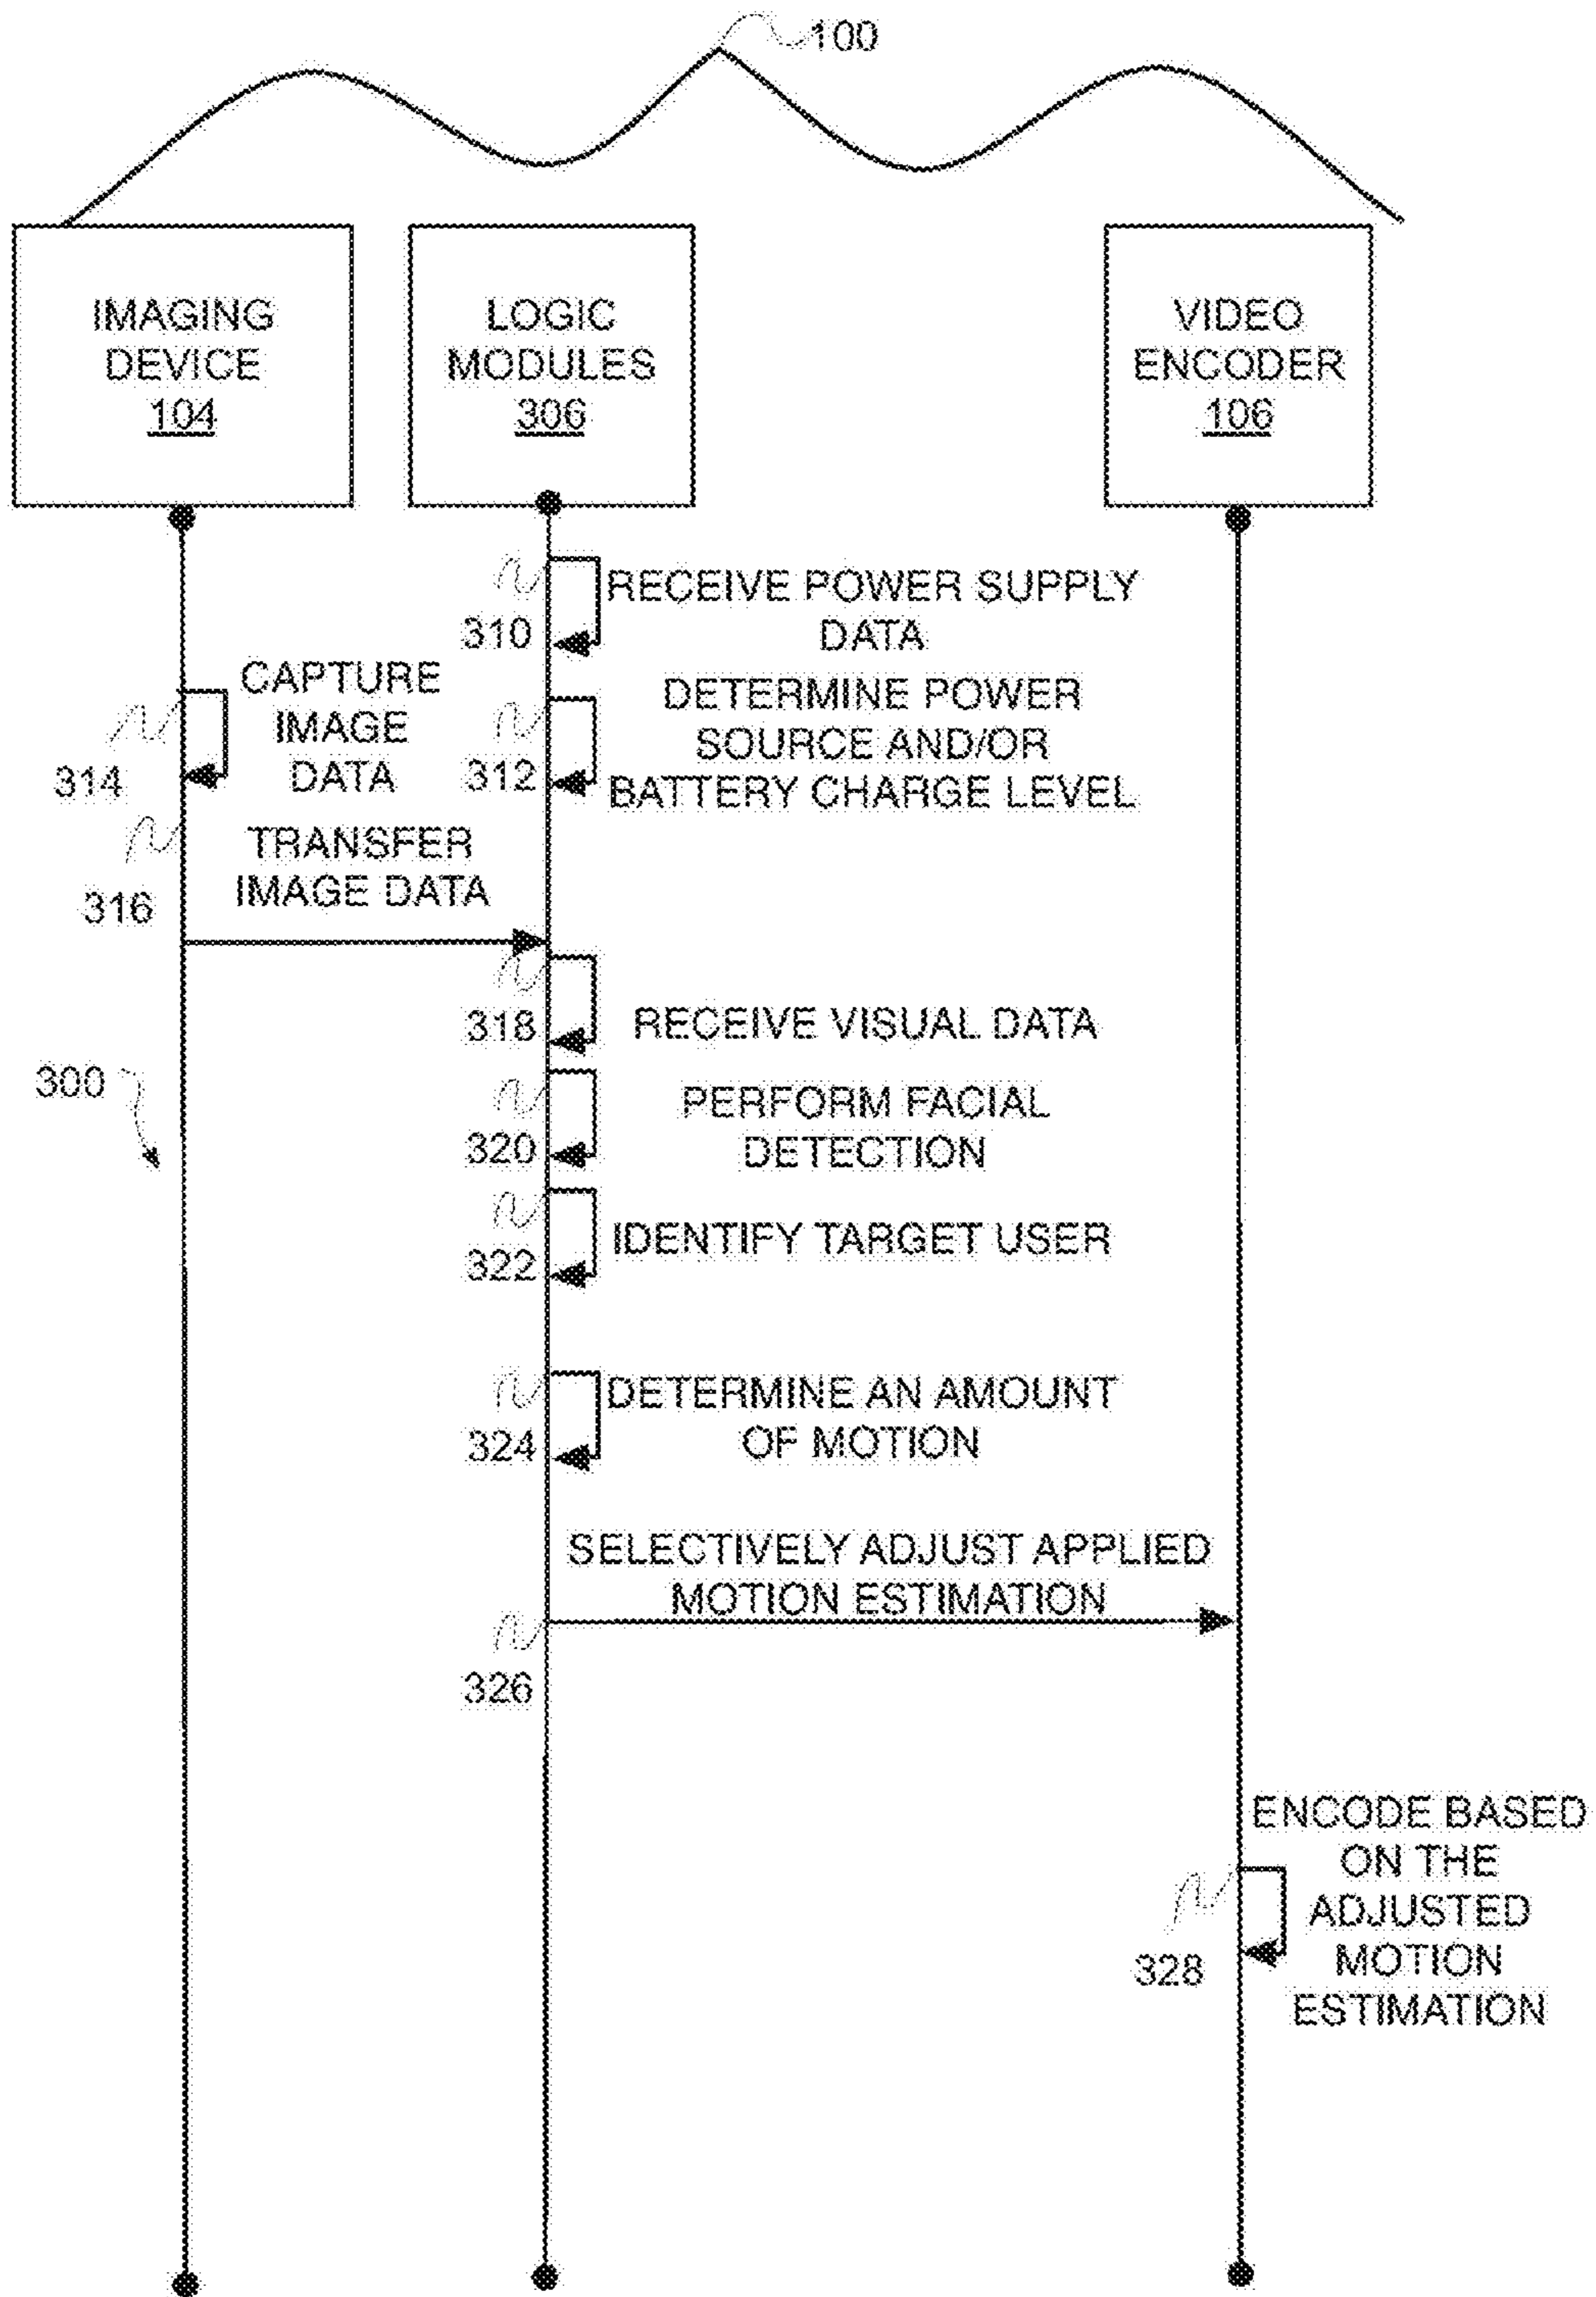 100
IMAGING
DEVICE
104
LOGIC
MODULES
306
VIDEO
ENCODER
106
310
RECEIVE POWER SUPPLY
DATA
314
CAPTURE
IMAGE
DATA
312
DETERMINE POWER
SOURCE AND/OR
BATTERY CHARGE LEVEL
316
TRANSFER
IMAGE DATA
318
RECEIVE VISUAL DATA
300
320
PERFORM FACIAL
DETECTION
322
IDENTIFY TARGET USER
324
DETERMINE AN AMOUNT
OF MOTION
SELECTIVELY ADJUST APPLIED
MOTION ESTIMATION
326
328
ENCODE BASED
ON THE
ADJUSTED
MOTION
ESTIMATION